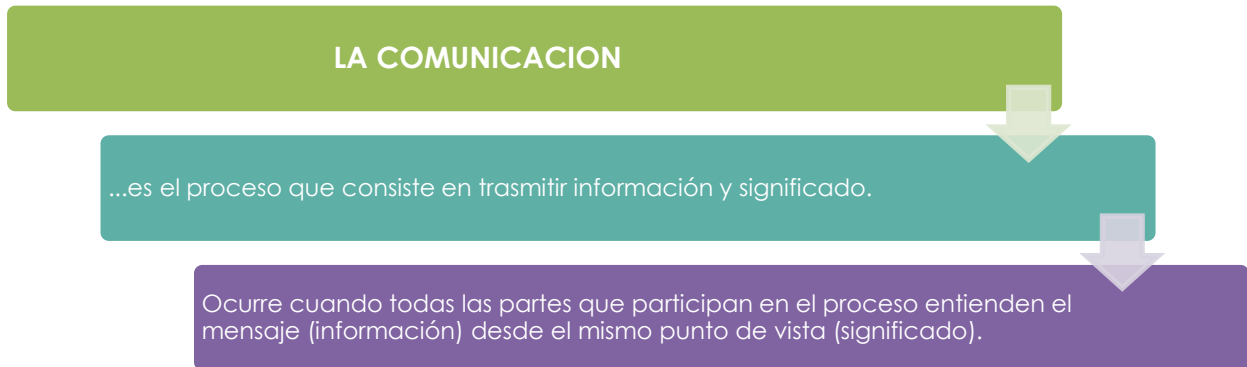 LA COMUNICACION
...es el proceso que consiste en trasmitir información y significado.
Ocurre cuando todas las partes que participan en el proceso entienden el
mensaje (información) desde el mismo punto de vista (significado).